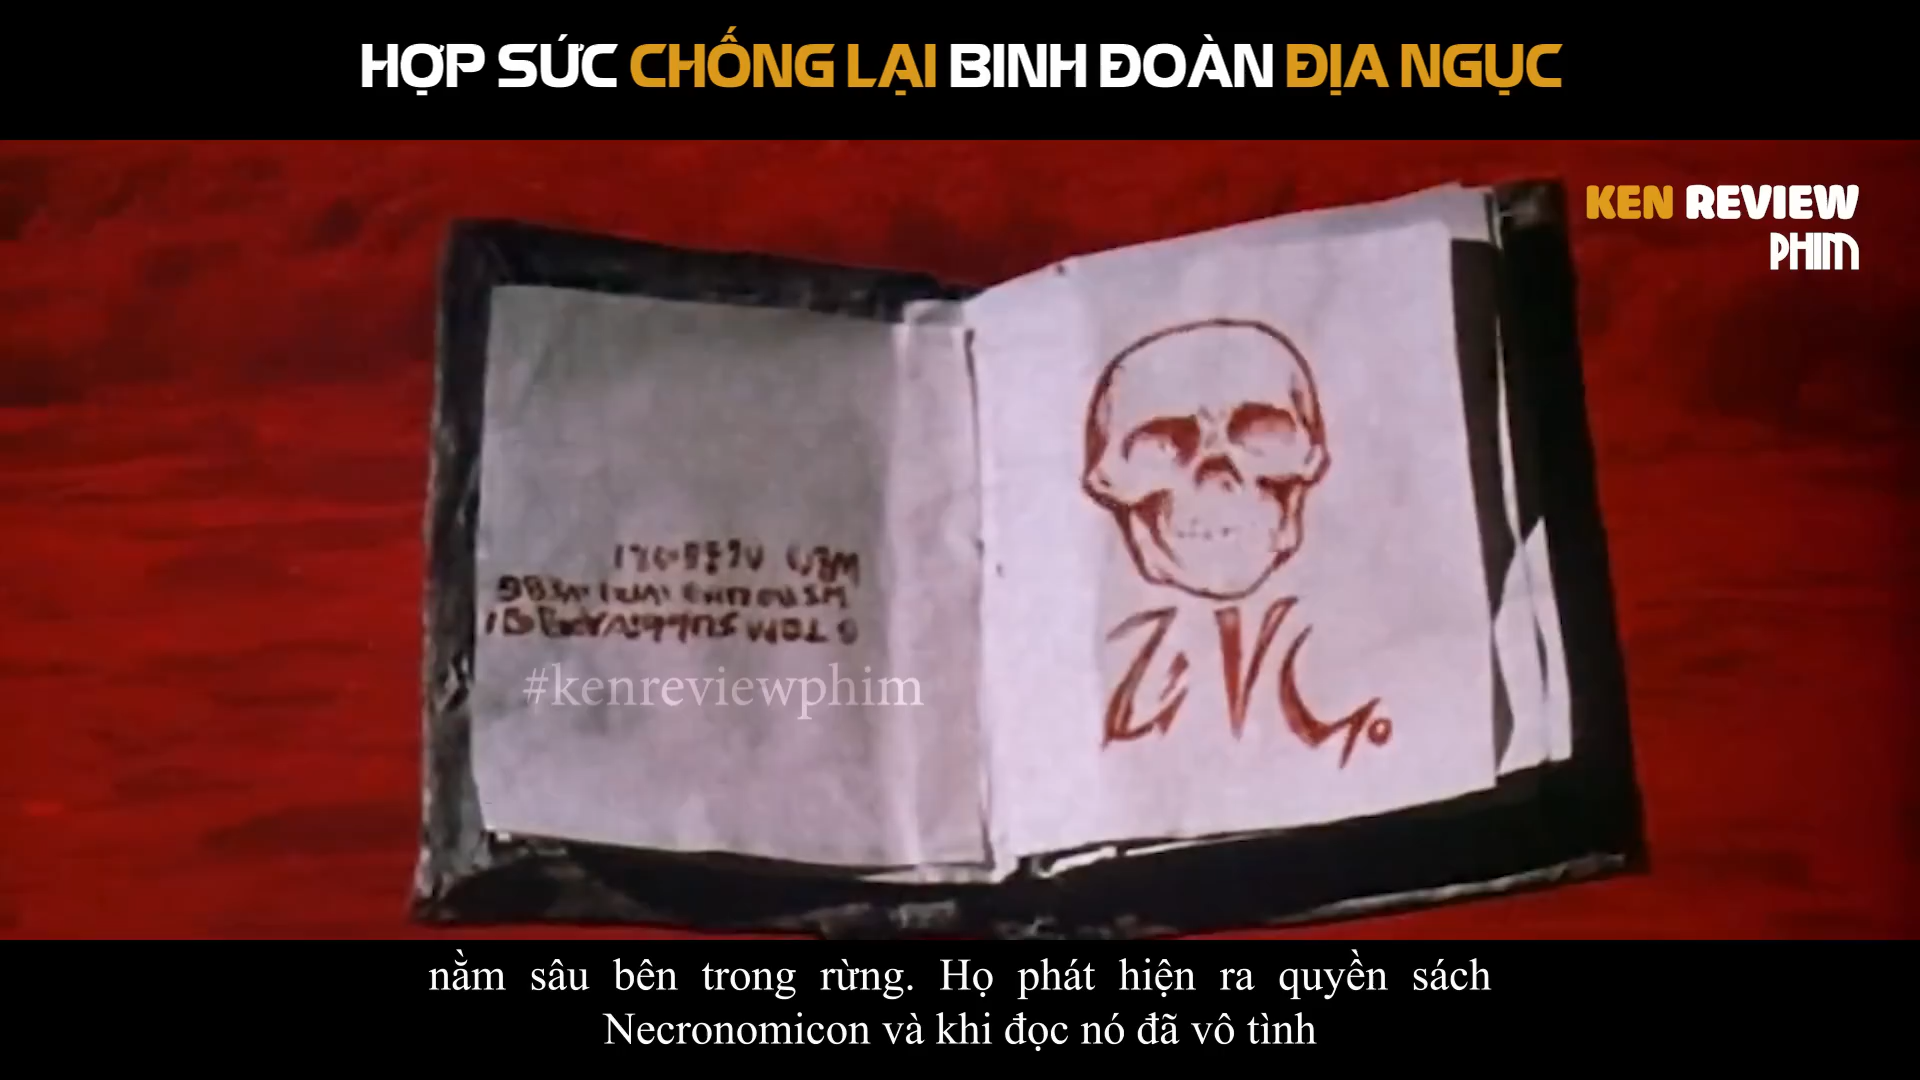 HỢP SỨC CHỐNG LẠI BINH ĐOÀN ĐỊA NGỤC
KEN REVIEW
PHIM
#kenreviewphim
nằm sâu bên trong rừng. Họ phát hiện ra quyền sách
Necronomicon và khi đọc nó đã vô tình